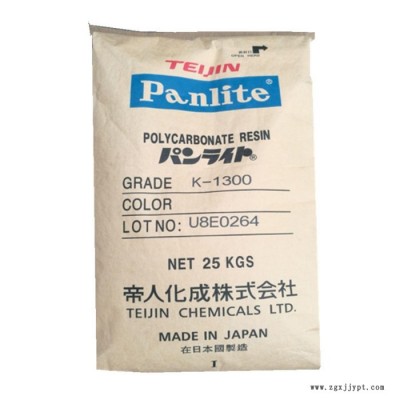 TEIJIN
Panlite®
POLYCARBONATE RESIN
パンライト®
GRADE K-1300
COLOR
LOT NO: U8E0264
NET 25 KGS
帝人化成株式会社
TEIJIN CHEMICALS LTD.
MADE IN JAPAN
在日本國製造
I
www.zgxjjypt.com